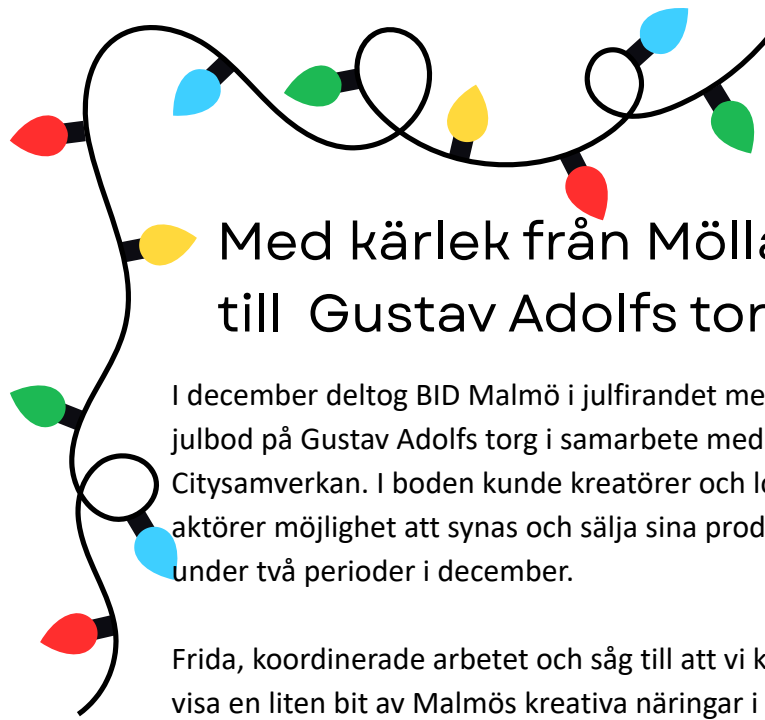 Med kärlek från Möll
till Gustav Adolfs tor
I december deltog BID Malmö i julfirandet me
julbod på Gustav Adolfs torg i samarbete med
Citysamverkan. I boden kunde kreatörer och l
aktörer möjlighet att synas och sälja sina prod
under två perioder i december.
Frida, koordinerade arbetet och såg till att vi k
visa en liten bit av Malmös kreativa näringar i